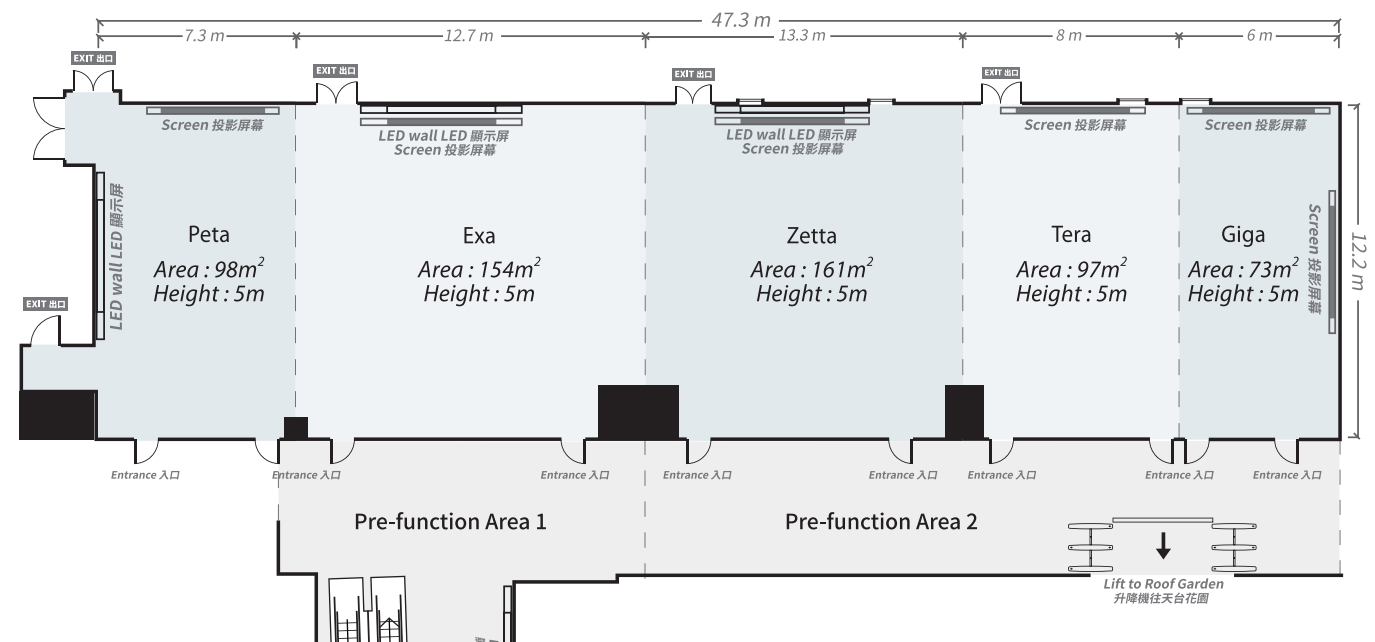 47.3 m
7.3 m
12.7 m
13.3 m
8 m
6 m
EXIT 出口
EXIT 出口
EXIT 出口
EXIT 出口
Screen 投影屏幕
LED wall LED 顯示屏
Screen 投影屏幕
LED wall LED 顯示屏
Screen 投影屏幕
Screen 投影屏幕
Screen 投影屏幕
LED wall LED 顯示屏
Peta
Area : 98m²
Height : 5m
Exa
Area : 154m²
Height : 5m
Zetta
Area : 161m²
Height : 5m
Tera
Area : 97m²
Height : 5m
Giga
Area : 73m²
Height : 5m
Screen 投影屏幕
12.2 m
EXIT 出口
Entrance 入口
Entrance 入口
Entrance 入口
Entrance 入口
Entrance 入口
Entrance 入口
Entrance 入口
Entrance 入口
Pre-function Area 1
Pre-function Area 2
Lift to Roof Garden
升降機往天台花園